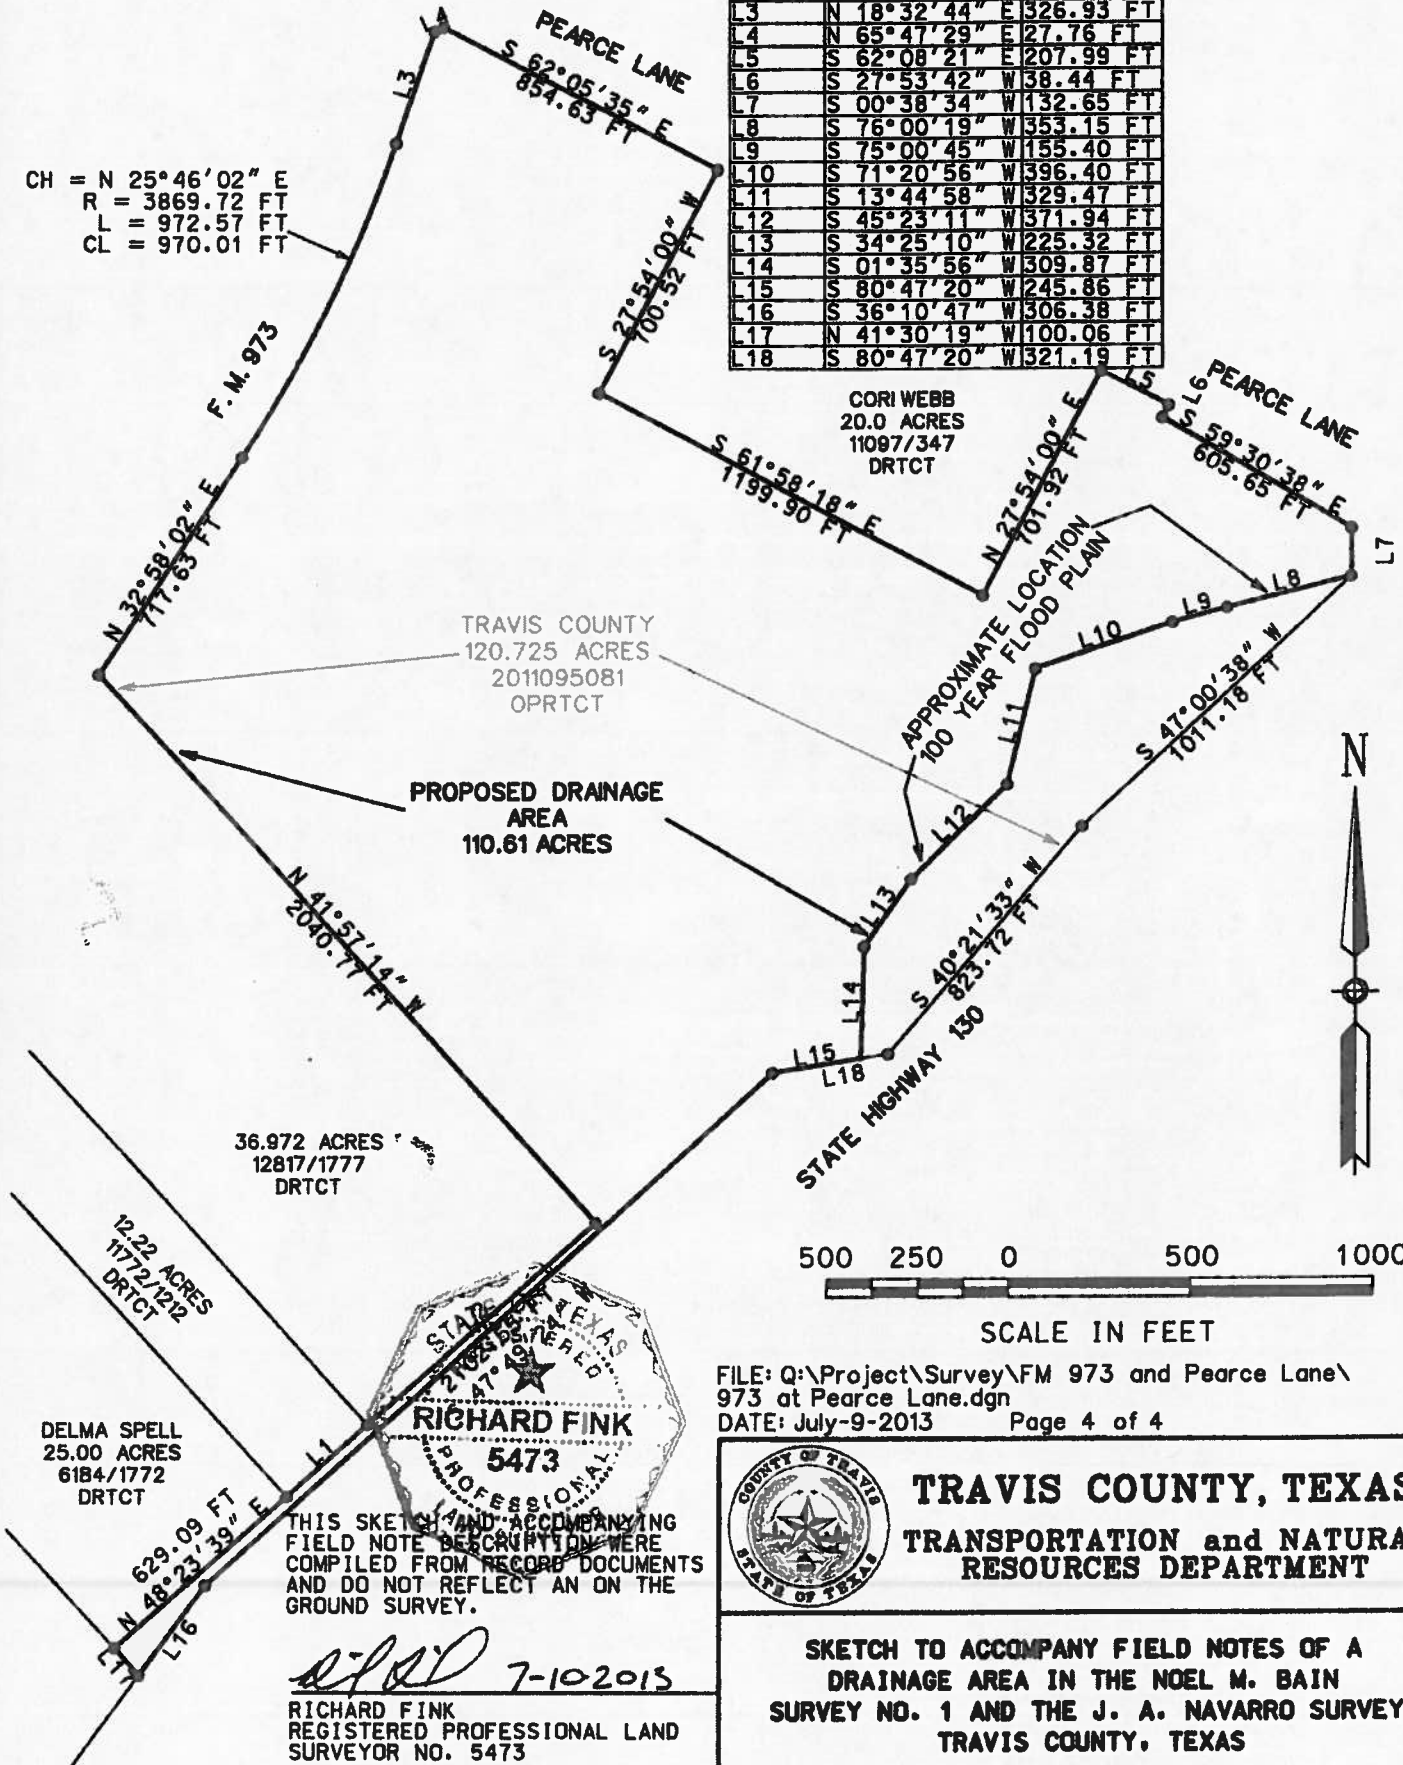 L3 N 18°32'44" E 326.93 FT
L4 N 65°47'29" E 27.76 FT
L5 S 62°08'21" E 207.99 FT
L6 S 27°53'42" W 38.44 FT
L7 S 00°38'34" W 132.65 FT
L8 S 76°00'19" W 353.15 FT
L9 S 75°00'45" W 155.40 FT
L10 S 71°20'56" W 396.40 FT
L11 S 13°44'58" W 329.47 FT
L12 S 45°23'11" W 371.94 FT
L13 S 34°25'10" W 225.32 FT
L14 S 01°35'56" W 309.87 FT
L15 S 80°47'20" W 245.86 FT
L16 S 36°10'47" W 306.38 FT
L17 N 41°30'19" W 100.06 FT
L18 S 80°47'20" W 321.19 FT
L4
PEARCE LANE
S 62°05'35" E
854.63 FT
L3
CH = N 25°46'02" E
R = 3869.72 FT
L = 972.57 FT
CL = 970.01 FT
S 27°54'00" W
700.52 FT
F.M. 973
CORI WEBB
20.0 ACRES
11097/347
DRTCT
L5
L6
PEARCE LANE
S 59°30'38" E
605.65 FT
S 61°58'18" E
1199.90 FT
N 27°54'00" E
701.92 FT
L7
N 32°58'02" E
717.63 FT
APPROXIMATE LOCATION
100 YEAR FLOOD PLAIN
L8
L9
L10
TRAVIS COUNTY
120.725 ACRES
2011095081
OPRTCT
S 47°00'38" W
1011.18 FT
L11
N
PROPOSED DRAINAGE
AREA
110.61 ACRES
L12
L13
N 41°57'14" W
2040.77 FT
S 40°21'33" W
823.72 FT
L14
L15
L18
STATE HIGHWAY 130
36.972 ACRES
12817/1777
DRTCT
12.22 ACRES
11772/1212
DRTCT
500 250 0 500 1000
SCALE IN FEET
STATE TEXAS
RICHARD FINK
5473
PROFESSIONAL
FILE: Q:\Project\Survey\FM 973 and Pearce Lane\
973 at Pearce Lane.dgn
DATE: July-9-2013 Page 4 of 4
DELMA SPELL
25.00 ACRES
6184/1772
DRTCT
L1
629.09 FT
N 48°23'39" E
L16
L17
THIS SKETCH AND ACCOMPANYING
FIELD NOTE DESCRIPTION WERE
COMPILED FROM RECORD DOCUMENTS
AND DO NOT REFLECT AN ON THE
GROUND SURVEY.
7-10-2013
RICHARD FINK
REGISTERED PROFESSIONAL LAND
SURVEYOR NO. 5473
COUNTY OF TRAVIS
STATE OF TEXAS
TRAVIS COUNTY, TEXAS
TRANSPORTATION and NATURA
RESOURCES DEPARTMENT
SKETCH TO ACCOMPANY FIELD NOTES OF A
DRAINAGE AREA IN THE NOEL M. BAIN
SURVEY NO. 1 AND THE J. A. NAVARRO SURVEY
TRAVIS COUNTY, TEXAS